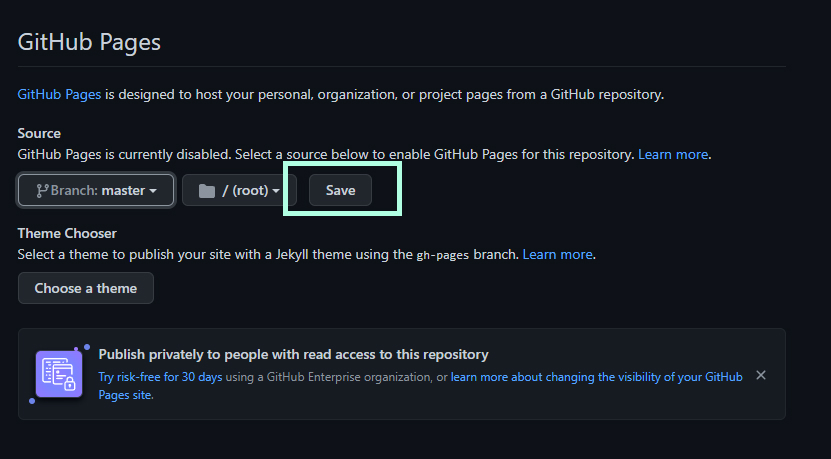 GitHub Pages
GitHub Pages is designed to host your personal, organization, or project pages from a GitHub repository.
Source
GitHub Pages is currently disabled. Select a source below to enable GitHub Pages for this repository. Learn more.
Branch: master / (root) Save
Theme Chooser
Select a theme to publish your site with a Jekyll theme using the gh-pages branch. Learn more.
Choose a theme
Publish privately to people with read access to this repository
Try risk-free for 30 days using a GitHub Enterprise organization, or learn more about changing the visibility of your GitHub
Pages site.